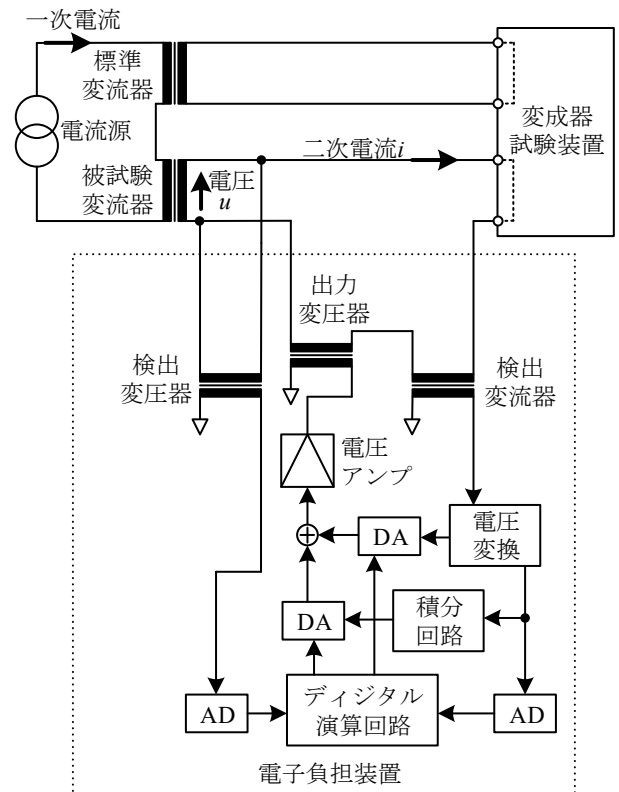 一次電流
標準
変流器
変成器
試験装置
電流源
二次電流i
被試験
変流器
電圧
u
出力
変圧器
検出
変圧器
検出
変流器
電圧
アンプ
DA
電圧
変換
DA
積分
回路
AD
ディジタル
演算回路
AD
電子負担装置